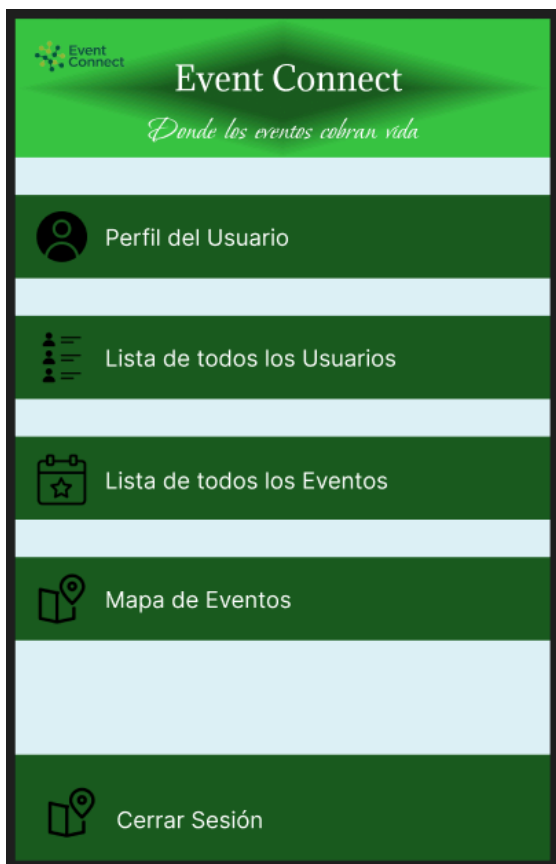 Event
Connect
Event Connect
Donde los eventos cobran vida
Perfil del Usuario
Lista de todos los Usuarios
Lista de todos los Eventos
Mapa de Eventos
Cerrar Sesión